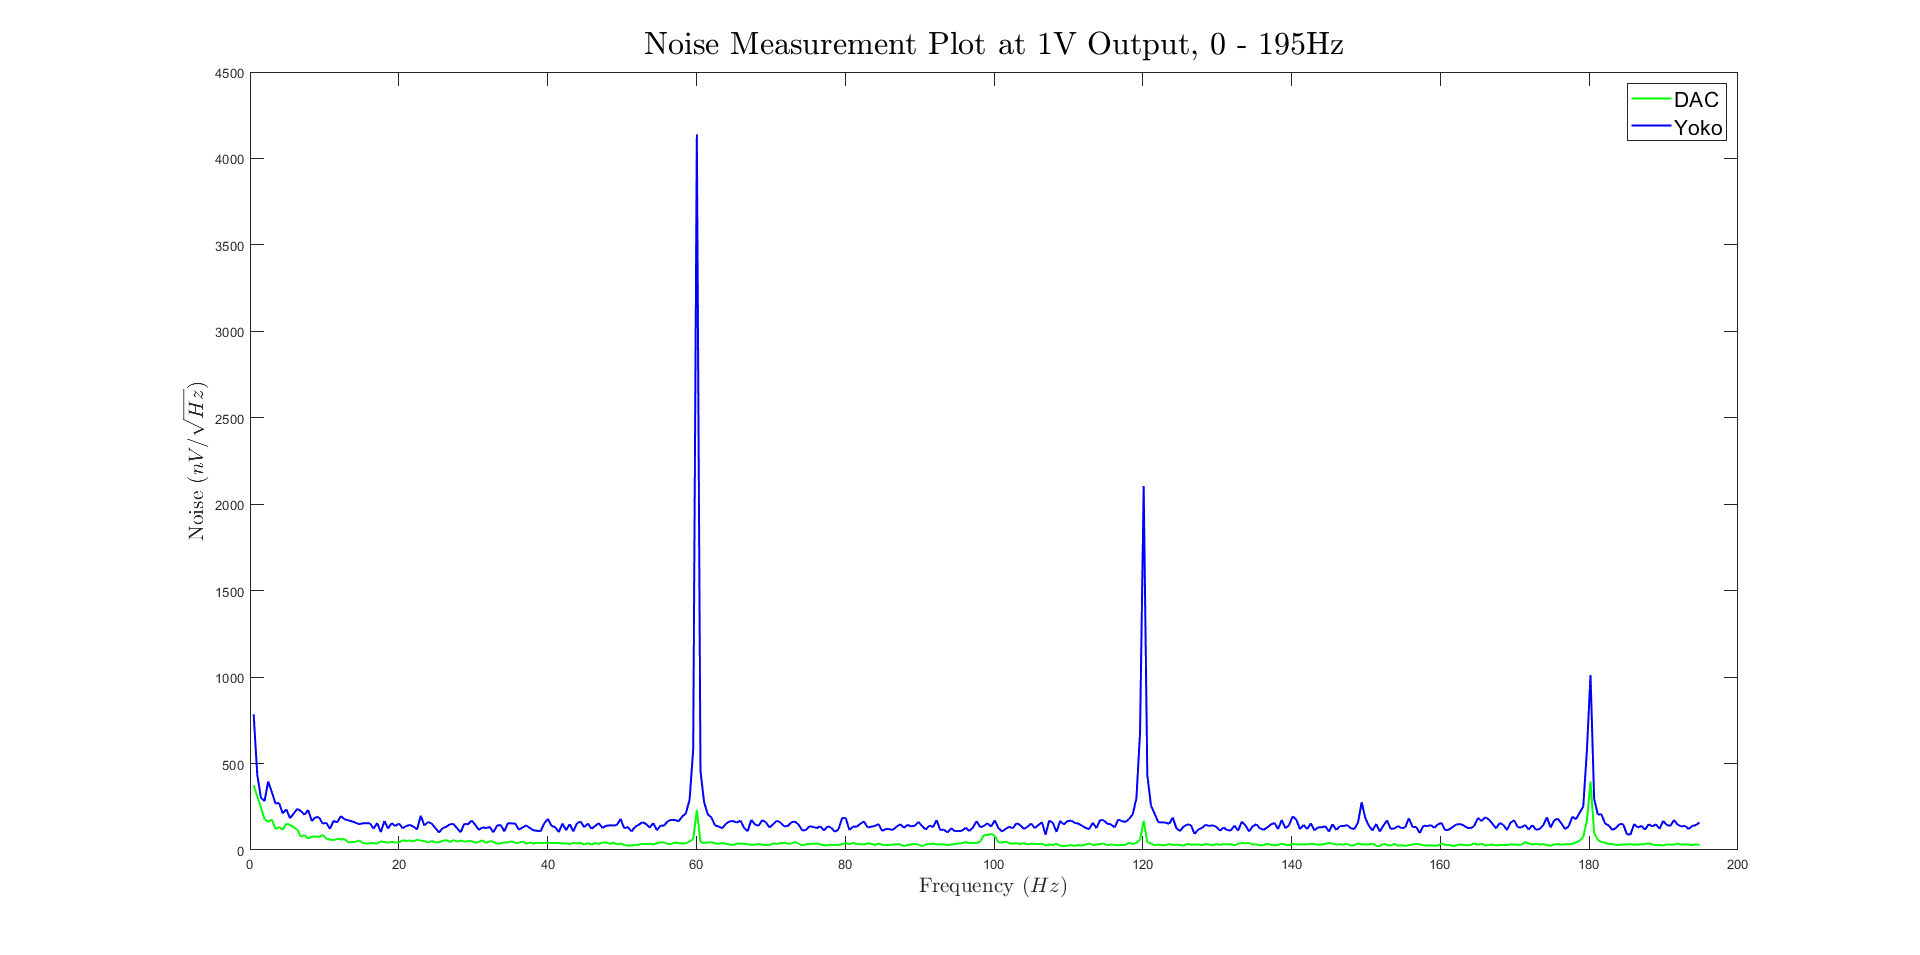 Noise Measurement Plot at 1V Output, 0 - 195Hz
4500
4000
3500
3000
2500
2000
1500
1000
500
0
Noise (nV/√Hz)
DAC
Yoko
0 20 40 60 80 100 120 140 160 180 200
Frequency (Hz)